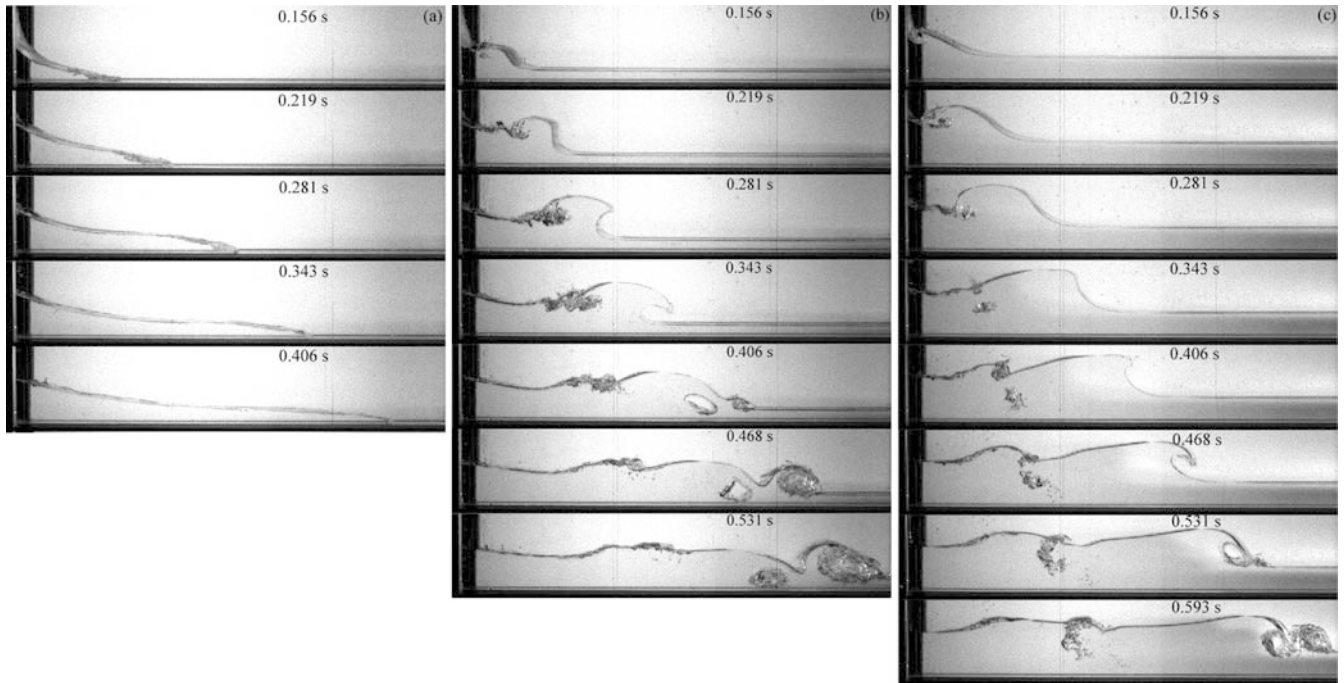 (a)
0.156 s
0.219 s
0.281 s
0.343 s
0.406 s
(b)
0.156 s
0.219 s
0.281 s
0.343 s
0.406 s
0.468 s
0.531 s
(c)
0.156 s
0.219 s
0.281 s
0.343 s
0.406 s
0.468 s
0.531 s
0.593 s